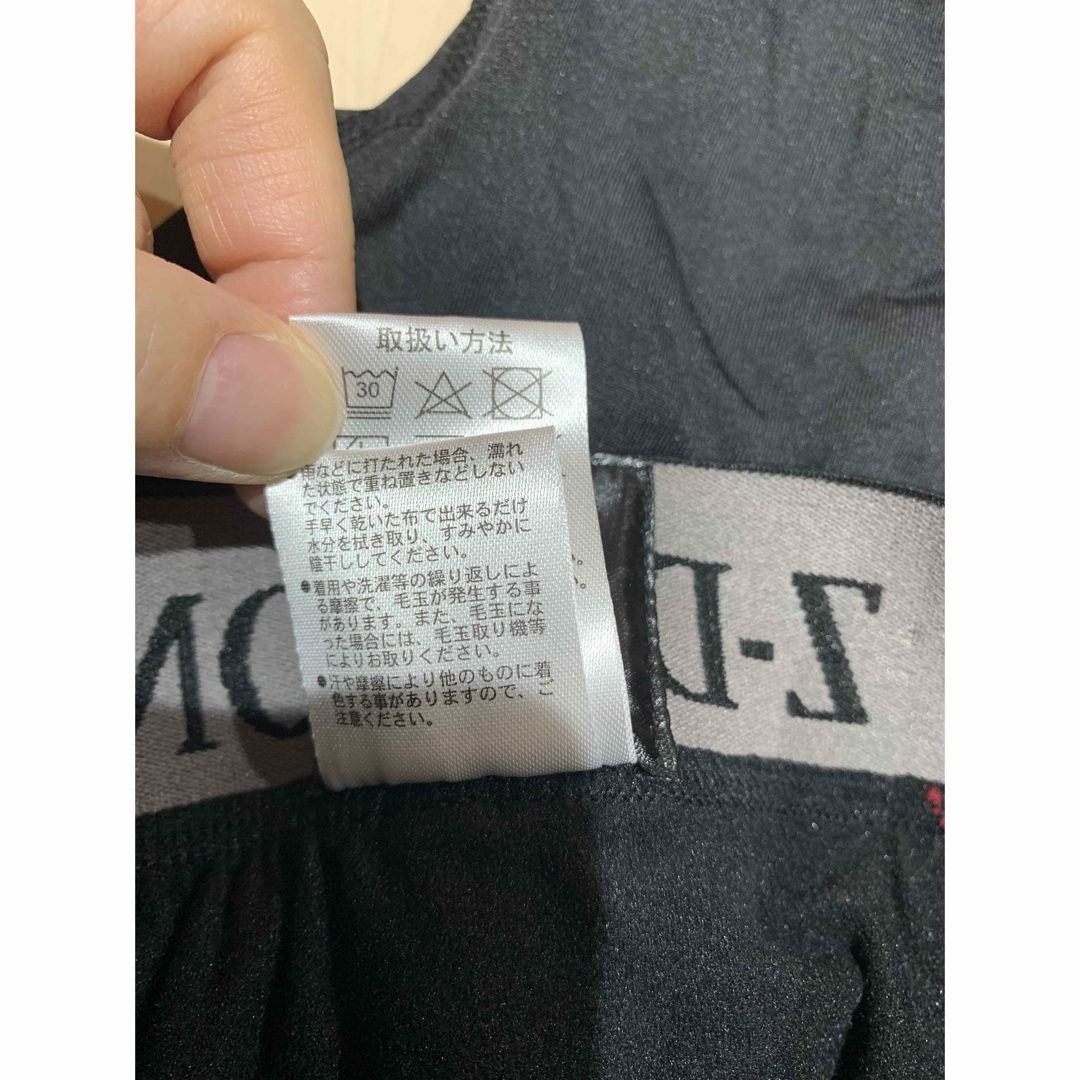 取扱い方法
30
雨などに打たれた場合、濡れ
た状態で重ね置きなどしない
でください。
手早く乾いた布で出来るだけ
水分を拭き取り、すみやかに
陰干ししてください。
●着用や洗濯等の繰り返しによ
る摩擦で、毛玉が発生する事
があります。また、毛玉にな
った場合には、毛玉取り機等
によりお取りください。
●汗や摩擦により他のものに着
色する事がありますので、ご
注意ください。
Z-D
ON